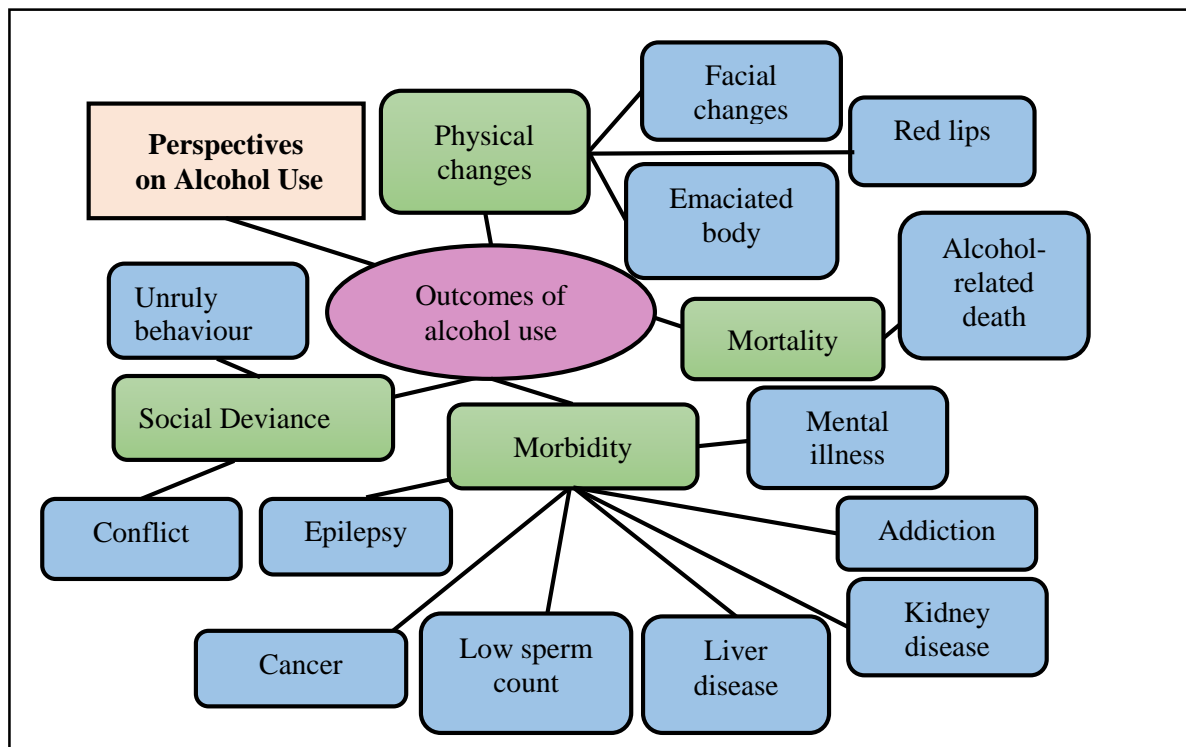 Perspectives
on Alcohol Use
Physical
changes
Facial
changes
Red lips
Emaciated
body
Outcomes of
alcohol use
Mortality
Alcohol-
related
death
Unruly
behaviour
Social Deviance
Conflict
Morbidity
Mental
illness
Epilepsy
Addiction
Cancer
Low sperm
count
Liver
disease
Kidney
disease